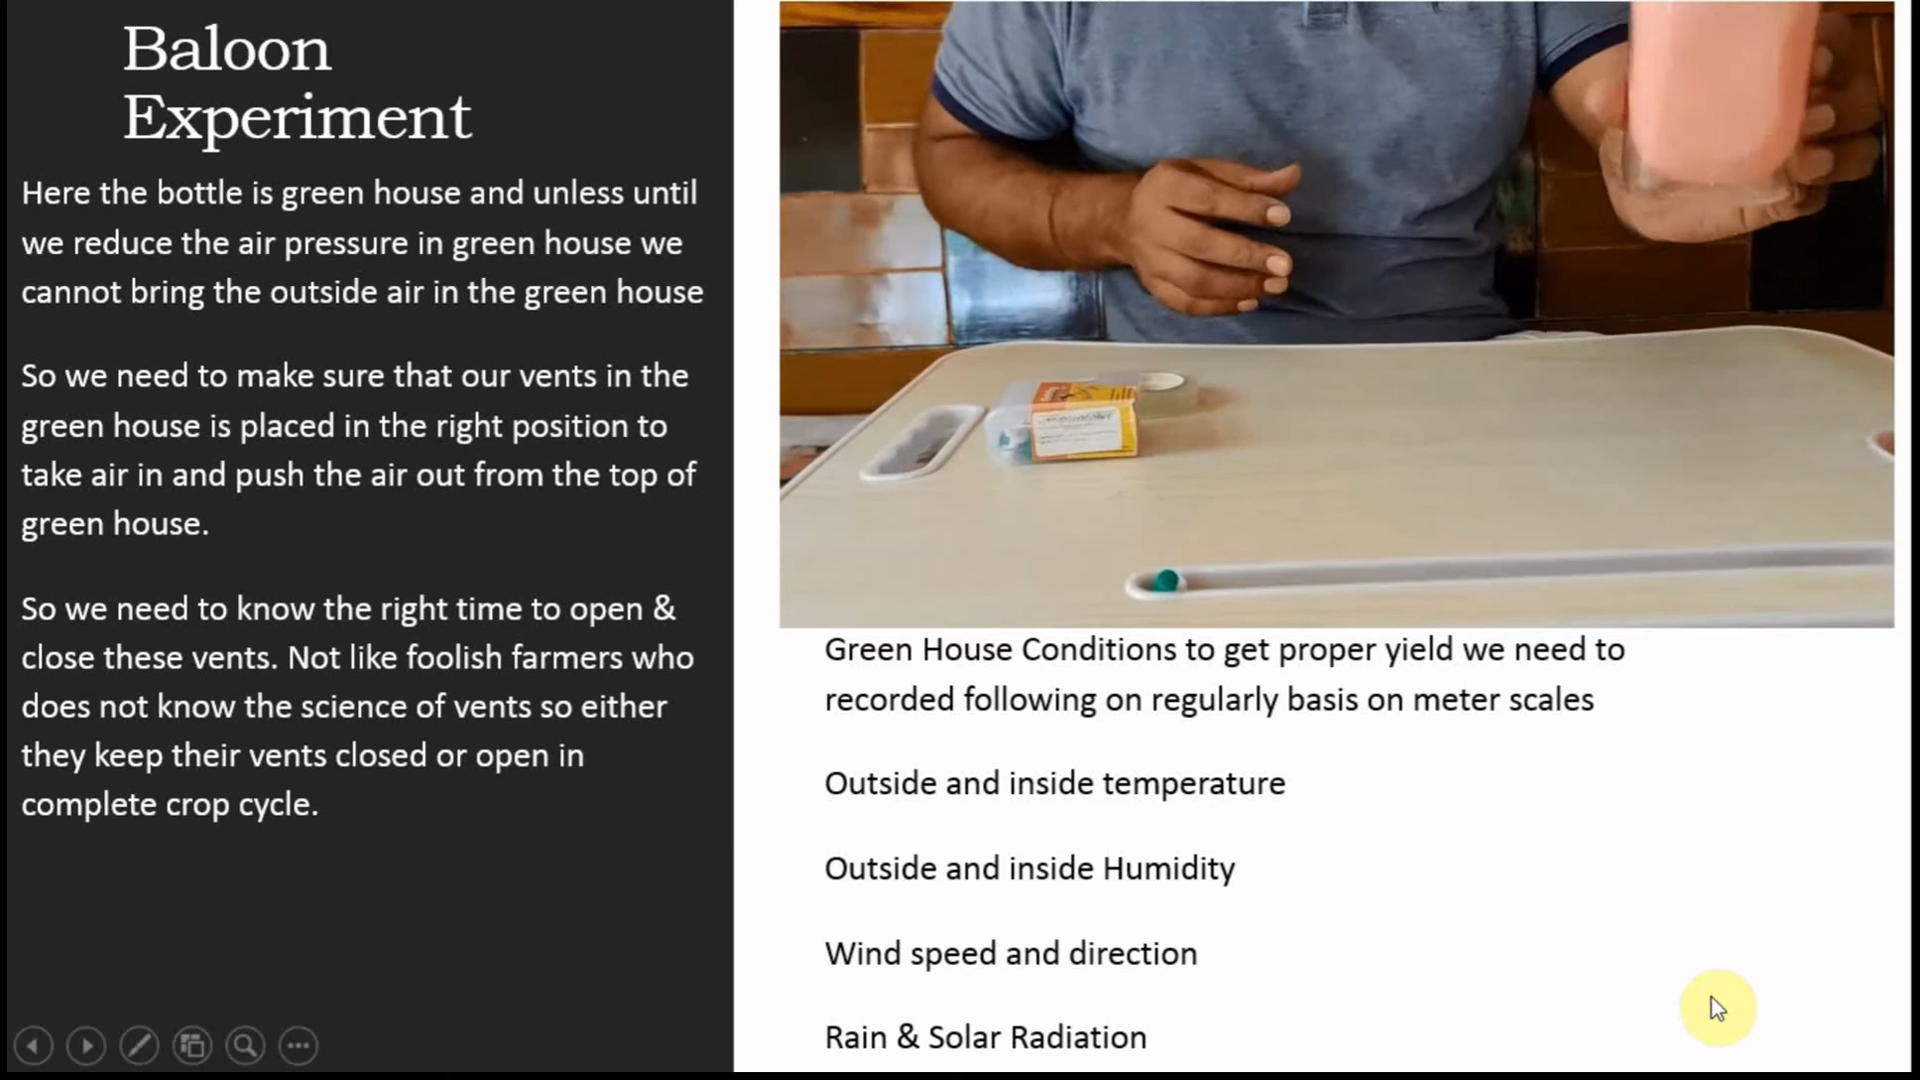 Baloon
Experiment
Here the bottle is green house and unless until
we reduce the air pressure in green house we
cannot bring the outside air in the green house
So we need to make sure that our vents in the
green house is placed in the right position to
take air in and push the air out from the top of
green house.
So we need to know the right time to open &
close these vents. Not like foolish farmers who
does not know the science of vents so either
they keep their vents closed or open in
complete crop cycle.
Green House Conditions to get proper yield we need to
recorded following on regularly basis on meter scales
Outside and inside temperature
Outside and inside Humidity
Wind speed and direction
Rain & Solar Radiation